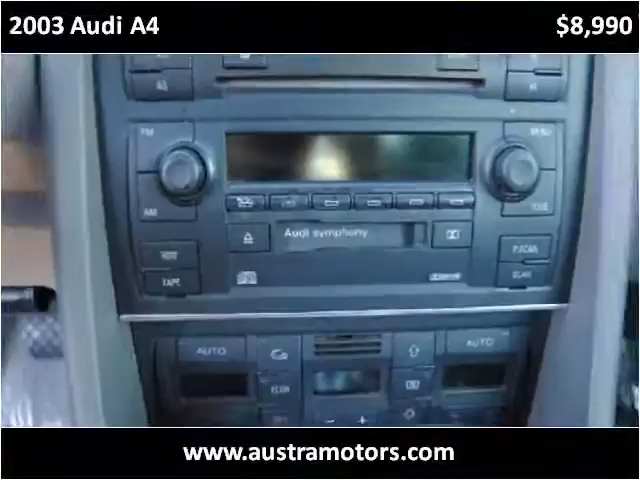 2003 Audi A4 $8,990
FM MENU
AM
Audi symphony
TAPE SCAN
P.SCAN
AUTO AUTO
ECON
- +
www.austramotors.com